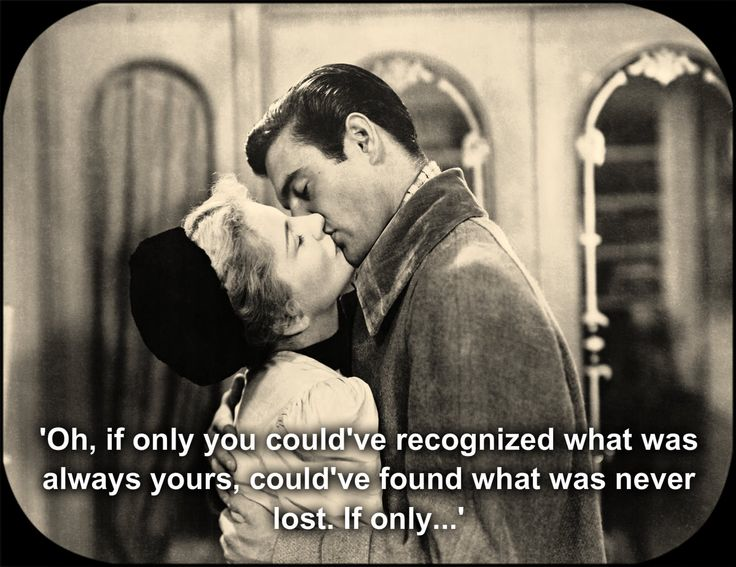 'Oh, if only you could've recognized what was
always yours, could've found what was never
lost. If only...'